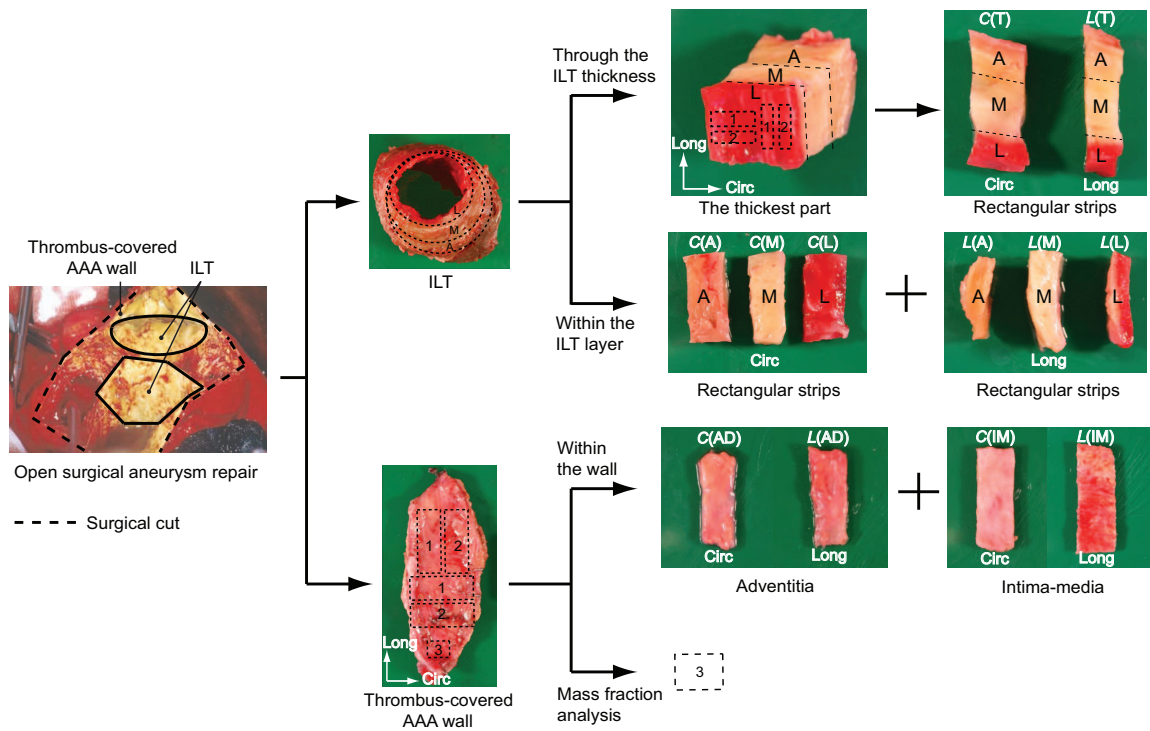 Through the
ILT thickness
A
M
L
1
2
1
2
Long
Circ
The thickest part
C(T)
L(T)
A
A
M
M
L
L
Circ
Long
Rectangular strips
L
M
A
ILT
Thrombus-covered
AAA wall
ILT
Open surgical aneurysm repair
Surgical cut
Within the
ILT layer
C(A)
C(M)
C(L)
A
M
L
Circ
Rectangular strips
L(A)
L(M)
L(L)
A
M
L
Long
Rectangular strips
1
2
1
2
3
Long
Circ
Thrombus-covered
AAA wall
Within
the wall
C(AD)
L(AD)
Circ
Long
Adventitia
C(IM)
L(IM)
Circ
Long
Intima-media
Mass fraction
analysis
3